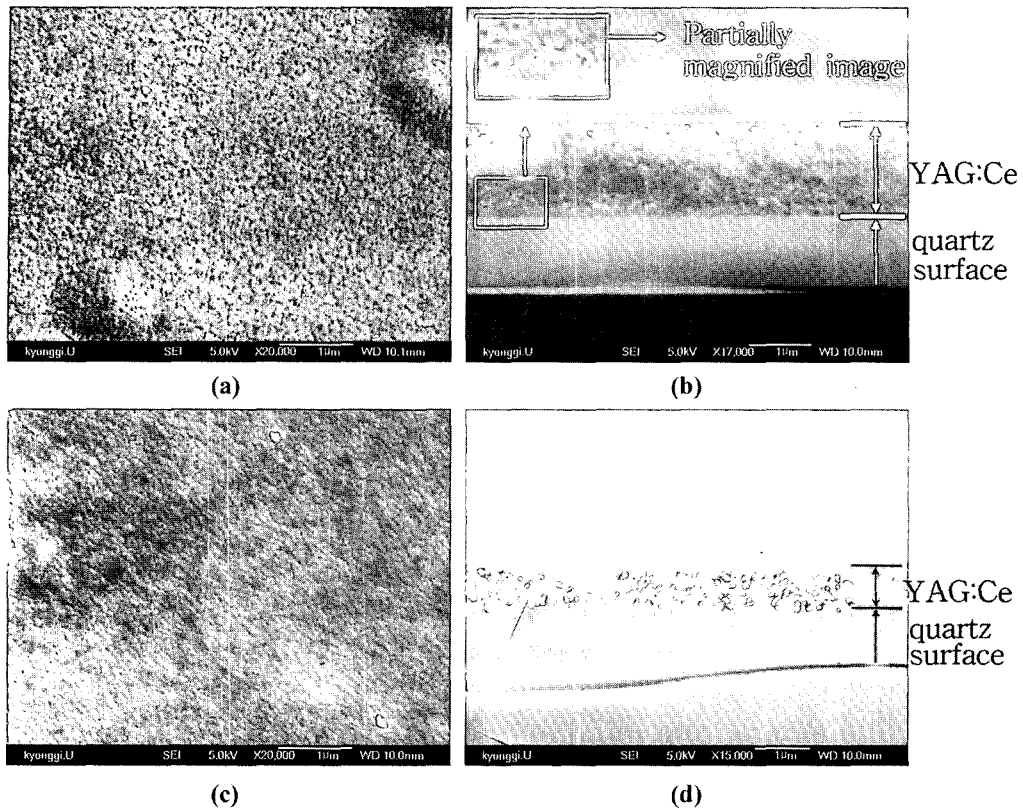 Partially
magnified image
YAG:Ce
quartz
surface
kyonggi.U SEI 5.0kV X20,000 1μm WD 10.1mm
kyonggi.U SEI 5.0kV X17,000 1μm WD 10.0mm
(a)
(b)
YAG:Ce
quartz
surface
kyonggi.U SEI 5.0kV X20,000 1μm WD 10.0mm
kyonggi.U SEI 5.0kV X15,000 1μm WD 10.0mm
(c)
(d)